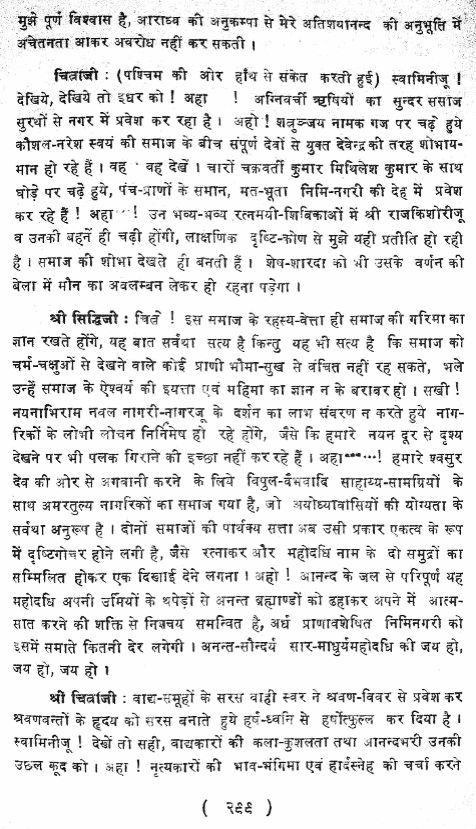 मुझे पूर्ण विश्वास है, आराध्य की अनुकम्पा से मेरे अतिशयानन्द की अनुभूति में
अचेतनता आकर अवरोध नहीं कर सकती ।
चित्राजी : (पश्चिम की ओर हाँथ से संकेत करती हुई) स्वामिनीजू !
देखिये, देखिये तो इधर को ! अहा ! अग्निवर्ची ऋषियों का सुन्दर ससाज
सुरथों से नगर में प्रवेश कर रहा है । अहो ! शत्रुञ्जय नामक गज पर चढ़े हुये
कौशल-नरेश स्वयं की समाज के बीच संपूर्ण देवों से युक्त देवेन्द्र की तरह शोभाय-
मान हो रहे हैं । वह वह देखें । चारों चक्रवर्ती कुमार मिथिलेश कुमार के साथ
घोड़े पर चढ़े हुये, पंच-प्राणों के समान, मत-भूता निमि-नगरी की देह में प्रवेश
कर रहे हैं ! अहा···! उन भव्य-भव्य रत्नमयी-शिविकाओं में श्री राजकिशोरीजू
व उनकी बहनें ही चढ़ी होंगी, लाक्षणिक दृष्टि-कोण से मुझे यही प्रतीति हो रही
है । समाज की शोभा देखते ही बनती हैं । शेष-शारदा को भी उसके वर्णन की
बेला में मौन का अवलम्बन लेकर हो रहना पड़ेगा ।
श्री सिद्धिजी : चित्रे ! इस समाज के रहस्य-वेत्ता ही समाज की गरिमा का
ज्ञान रखते होंगे, यह बात सर्वथा सत्य है किन्तु यह भी सत्य है कि समाज को
चर्म-चक्षुओं से देखने वाले कोई प्राणी भौमा-सुख से वंचित नहीं रह सकते, भले
उन्हें समाज के ऐश्वर्य की इयत्ता एवं महिमा का ज्ञान न के बराबर हो । सखी !
नयनाभिराम नवल नागरी-नागरजू के दर्शन का लाभ संवरण न करते हुये नाग-
रिकों के लोभी लोचन निर्निमेष हो रहे होंगे, जैसे कि हमारे नयन दूर से दृश्य
देखने पर भी पलक गिराने की इच्छा नहीं कर रहे हैं । अहा····! हमारे श्वसुर
देव की ओर से अगवानी करने के लिये विपुल-वैभवादि साहाय्य-सामग्रियों के
साथ अमरतुल्य नागरिकों का समाज गया है, जो अयोध्यावासियों की योग्यता के
सर्वथा अनुरूप है । दोनों समाजों की पार्थक्य सत्ता अब उसी प्रकार एकत्य के रूप
में दृष्टिगोचर होने लगी है, जैसे रत्नाकर और महोदधि नाम के दो समुद्रों का
सम्मिलित होकर एक दिखाई देने लगना । अहो ! आनन्द के जल से परिपूर्ण यह
महोदधि अपनी उर्मियों के थपेड़ों से अनन्त ब्रह्माण्डों को ढहाकर अपने में आत्म-
सात करने की शक्ति से निश्चय समन्वित है, अर्ध प्राणावशेषित निमिनगरी को
इसमें समाते कितनी देर लगेगी । अनन्त-सौन्दर्य सार-माधुर्यमहोदधि की जय हो,
जय हो, जय हो ।
श्री चित्राजी : वाद्य-समूहों के सरस वाही स्वर ने श्रवण-विवर से प्रवेश कर
श्रवणवन्तों के हृदय को सरस बनाते हुये हर्ष-ध्वनि से हर्षोत्फुल्ल कर दिया है ।
स्वामिनीजू ! देखें तो सही, वाद्यकारों की कला-कुशलता तथा आनन्दभरी उनकी
उछल कूद को । अहा ! नृत्यकारों की भाव-भंगिमा एवं हार्दस्नेह की चर्चा करने
( २९९ )